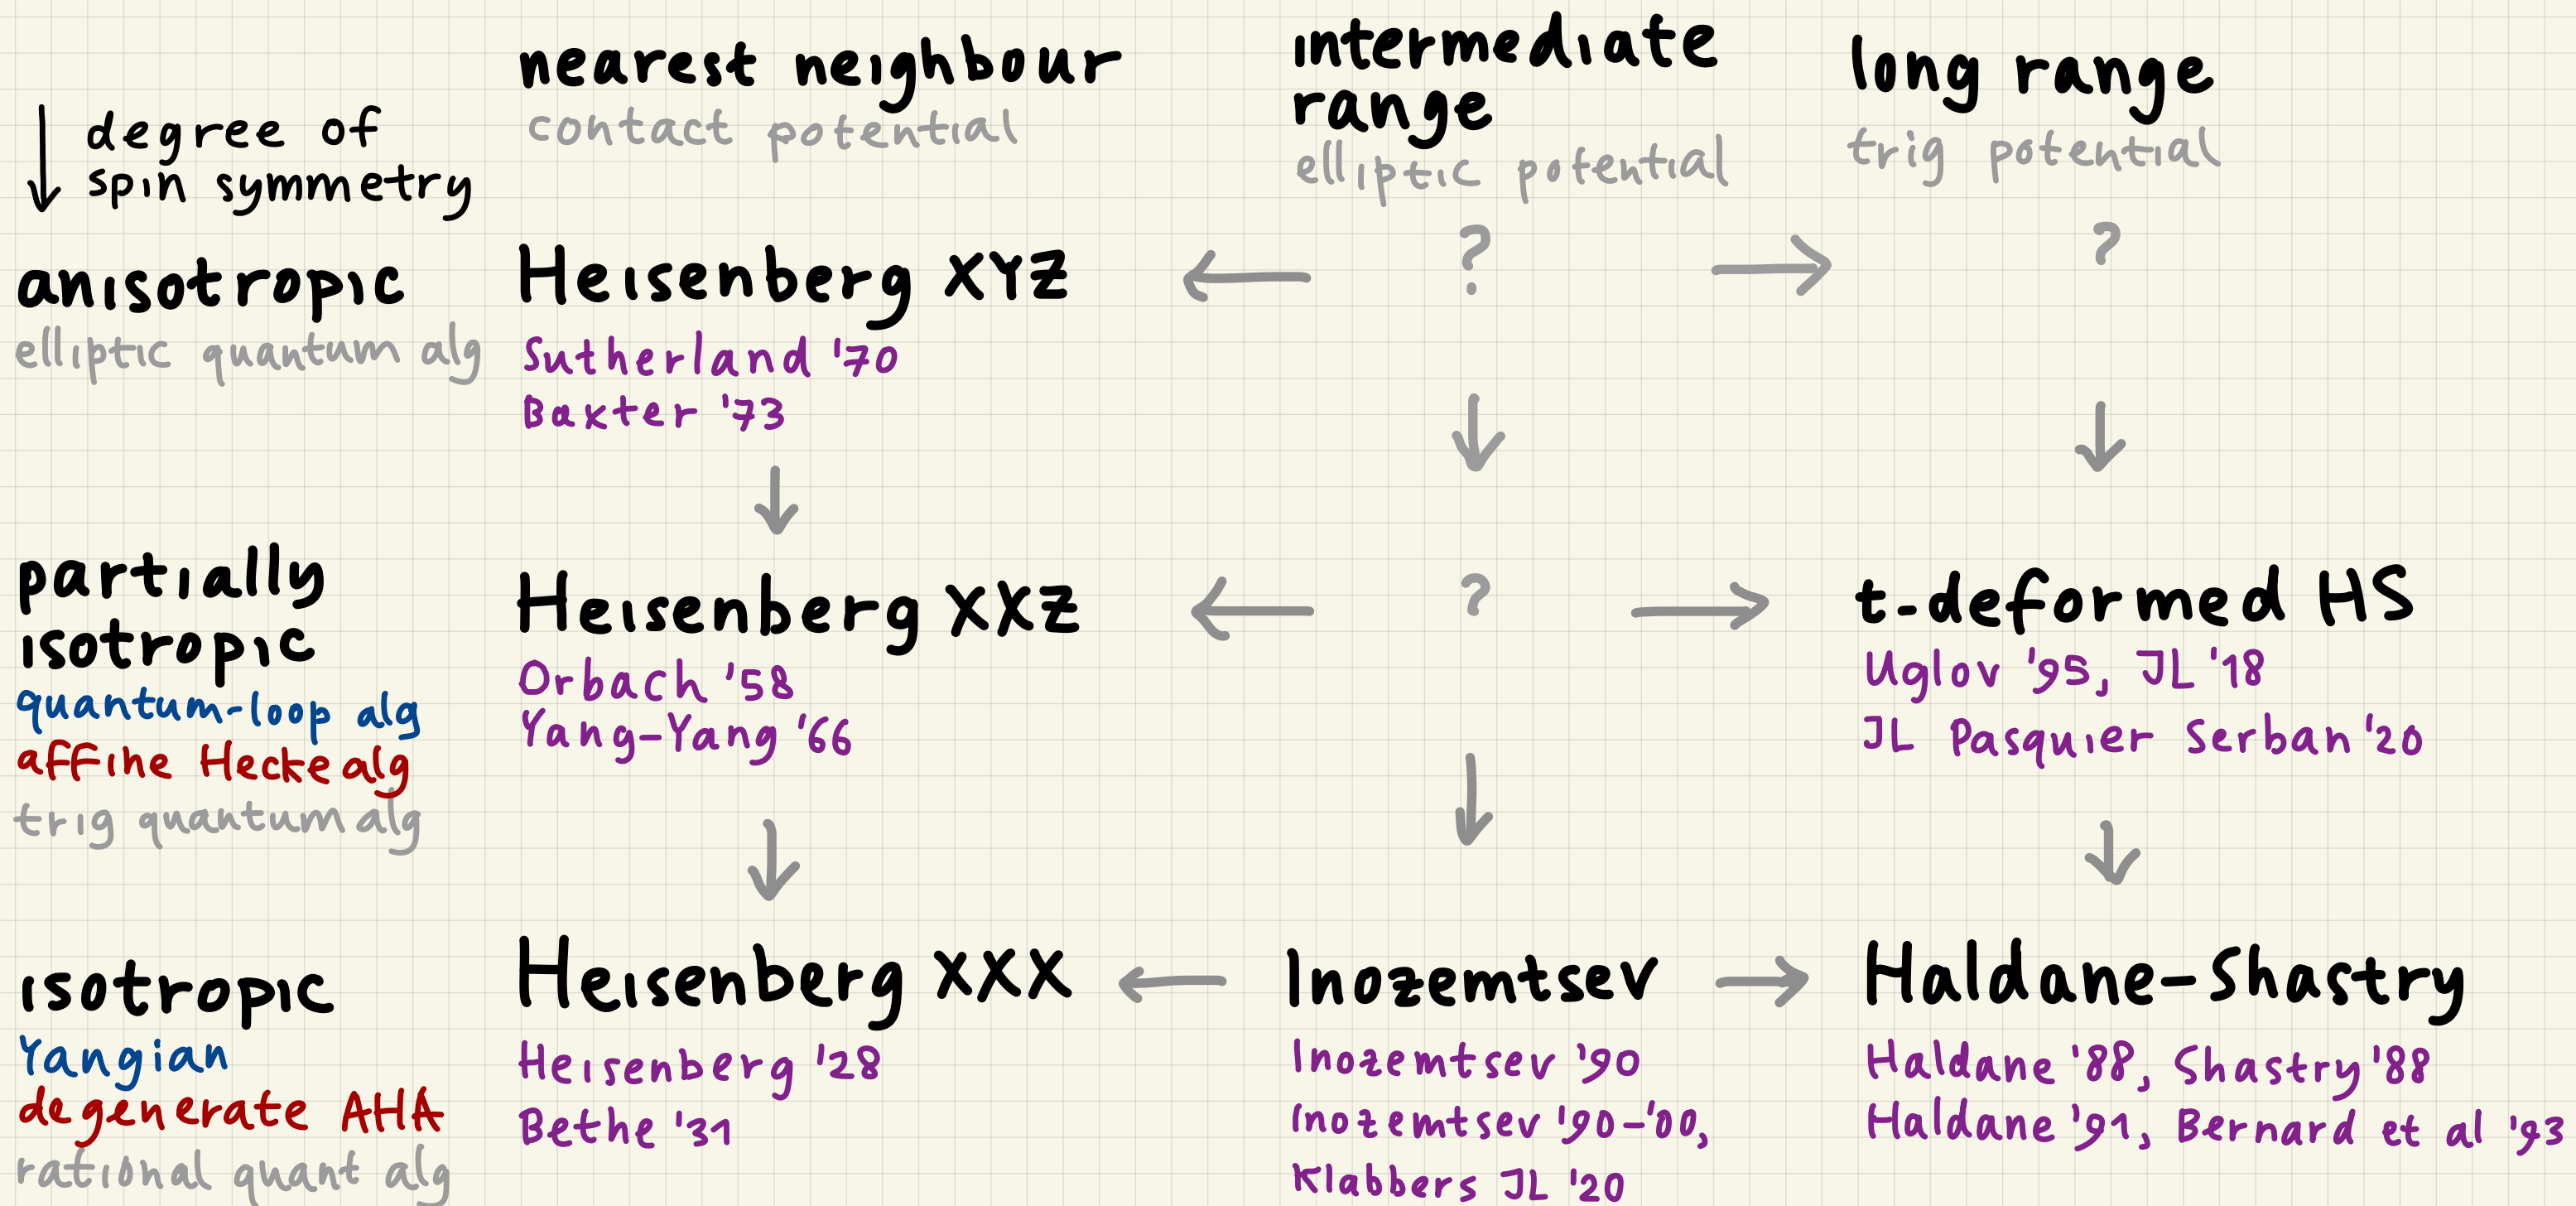 nearest neighbour
contact potential
intermediate
range
elliptic potential
long range
trig potential
degree of
spin symmetry
anisotropic
elliptic quantum alg
Heisenberg XYZ
Sutherland '70
Baxter '73
?
?
partially
isotropic
quantum-loop alg
affine Hecke alg
trig quantum alg
Heisenberg XXZ
Orbach '58
Yang-Yang '66
?
t-deformed HS
Uglov '95, JL '18
JL Pasquier Serban '20
isotropic
Yangian
degenerate AHA
rational quant alg
Heisenberg XXX
Heisenberg '28
Bethe '31
Inozemtsev
Inozemtsev '90
Inozemtsev '90-'00,
Klabbers JL '20
Haldane-Shastry
Haldane '88, Shastry '88
Haldane '91, Bernard et al '93